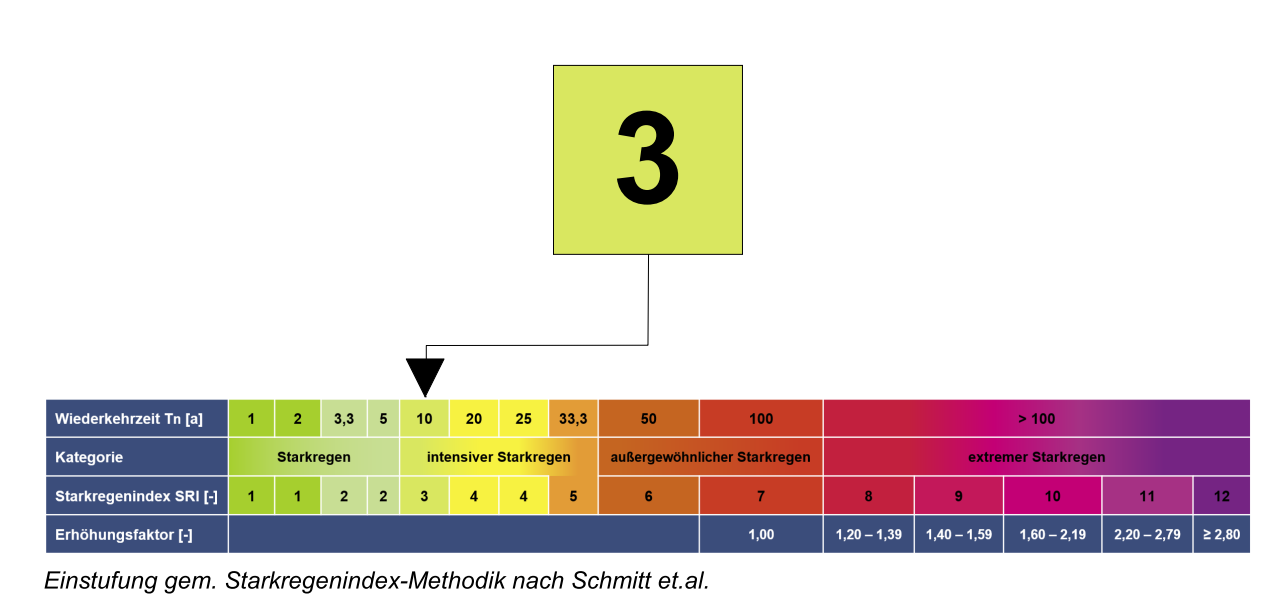 3
Wiederkehrzeit Tn [a] 1 2 3,3 5 10 20 25 33,3 50 100 > 100
Kategorie Starkregen intensiver Starkregen außergewöhnlicher Starkregen extremer Starkregen
Starkregenindex SRI [-] 1 1 2 2 3 4 4 5 6 7 8 9 10 11 12
Erhöhungsfaktor [-] 1,00 1,20 – 1,39 1,40 – 1,59 1,60 – 2,19 2,20 – 2,79 ≥ 2,80
Einstufung gem. Starkregenindex-Methodik nach Schmitt et.al.